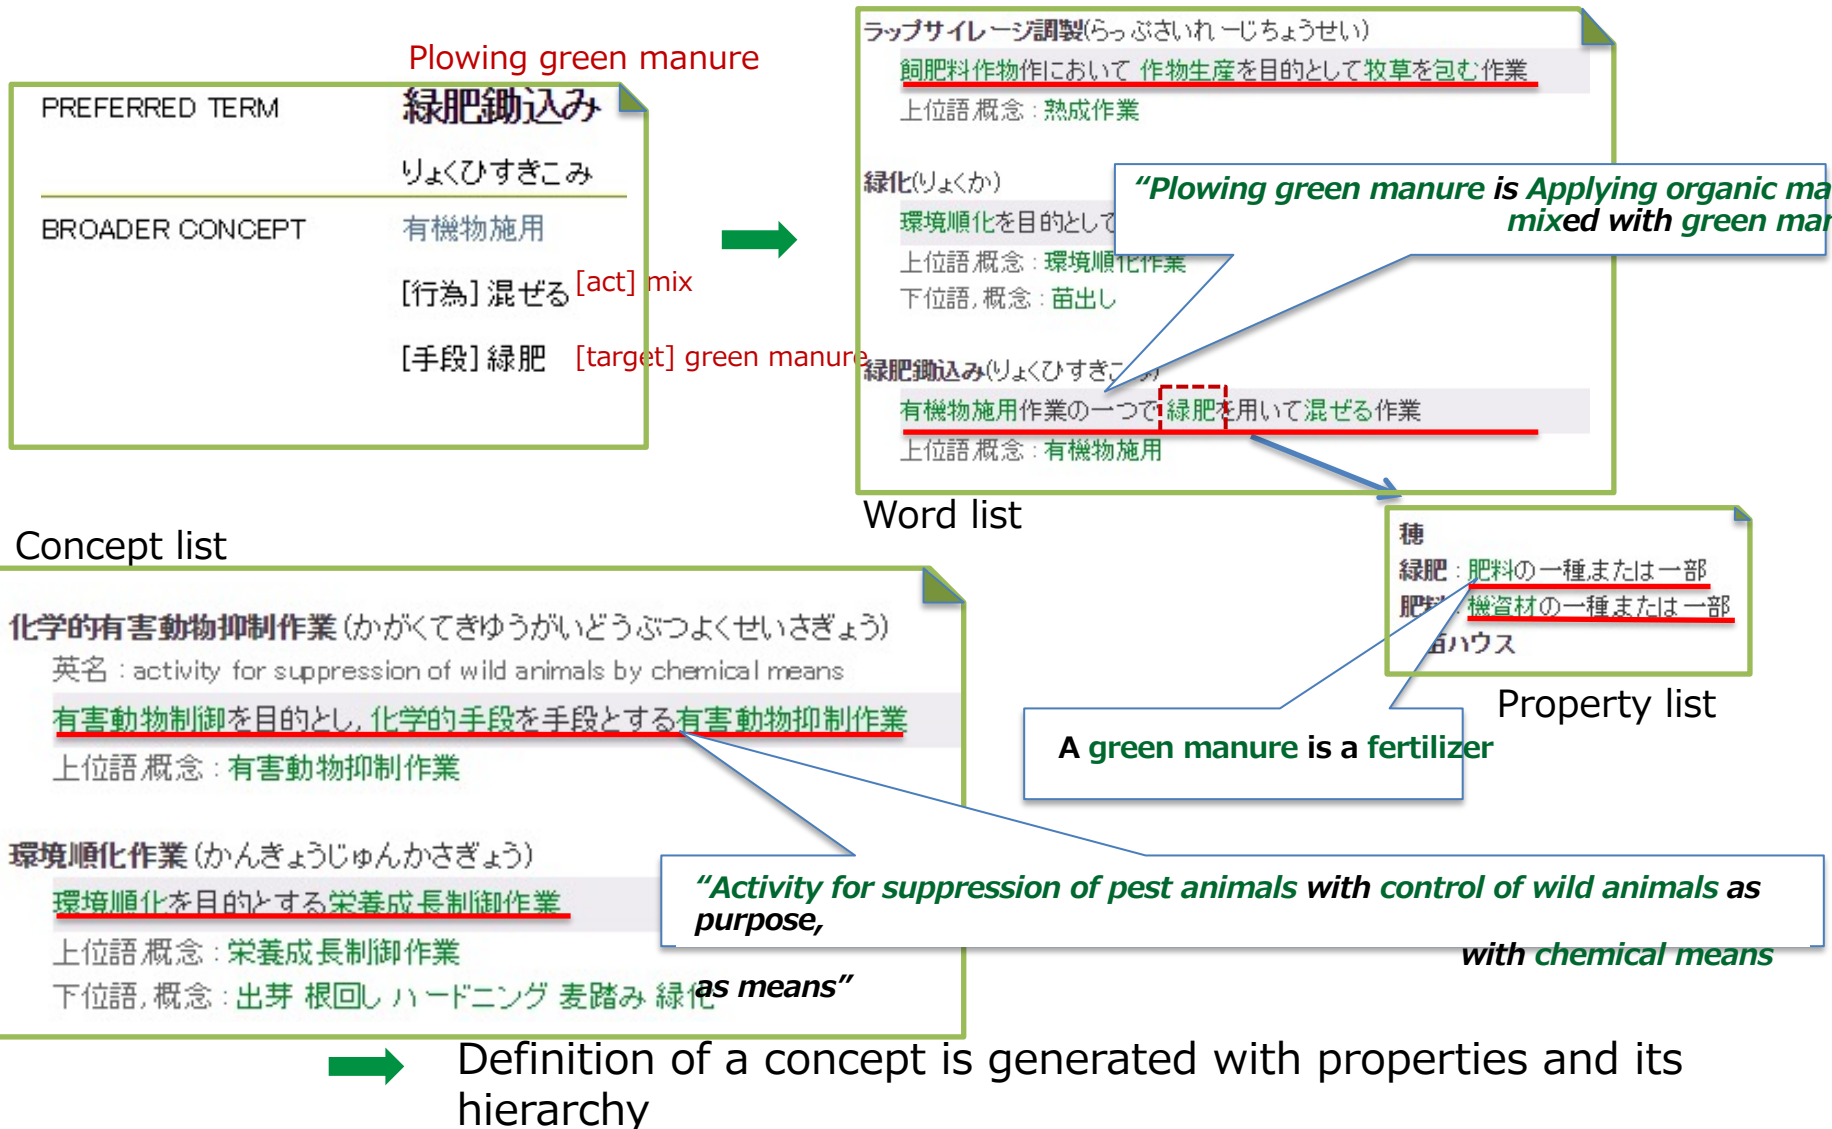 Plowing green manure
PREFERRED TERM
緑肥鋤込み
りょくひすきこみ
BROADER CONCEPT
有機物施用
[行為] 混ぜる
[act] mix
[手段] 緑肥
[target] green manure
ラップサイレージ調製(らっぷさいれーじちょうせい)
飼肥料作物作において 作物生産を目的として牧草を包む作業
上位語,概念 : 熟成作業
緑化(りょくか)
環境順化を目的として
上位語,概念 : 環境順化作業
下位語,概念 : 苗出し
“Plowing green manure is Applying organic ma
mixed with green man
緑肥鋤込み(りょくひすきこみ)
有機物施用作業の一つで 緑肥を用いて混ぜる作業
上位語,概念 : 有機物施用
Word list
穂
緑肥 : 肥料の一種または一部
肥料 : 機資材の一種または一部
苗ハウス
Property list
A green manure is a fertilizer
Concept list
化学的有害動物抑制作業 (かがくてきゆうがいどうぶつよくせいさぎょう)
英名 : activity for suppression of wild animals by chemical means
有害動物制御を目的とし, 化学的手段を手段とする有害動物抑制作業
上位語,概念 : 有害動物抑制作業
環境順化作業 (かんきょうじゅんかさぎょう)
環境順化を目的とする栄養成長制御作業
上位語,概念 : 栄養成長制御作業
下位語,概念 : 出芽 根回し ハードニング 麦踏み 緑化
“Activity for suppression of pest animals with control of wild animals as
purpose,
with chemical means
as means”
Definition of a concept is generated with properties and its
hierarchy